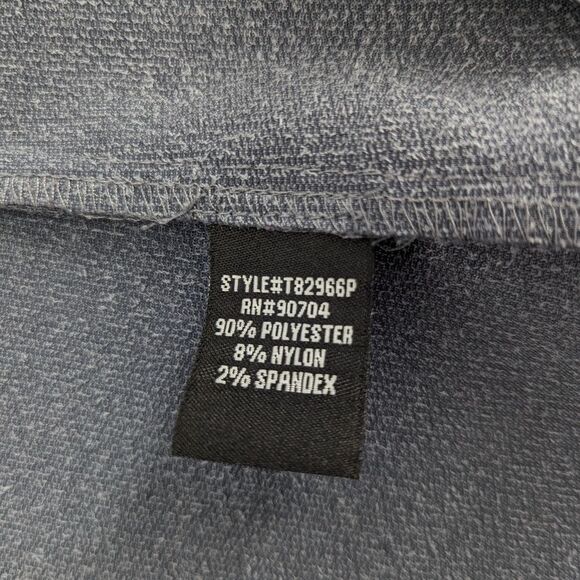 STYLE#T82966P
RN#90704
90% POLYESTER
8% NYLON
2% SPANDEX